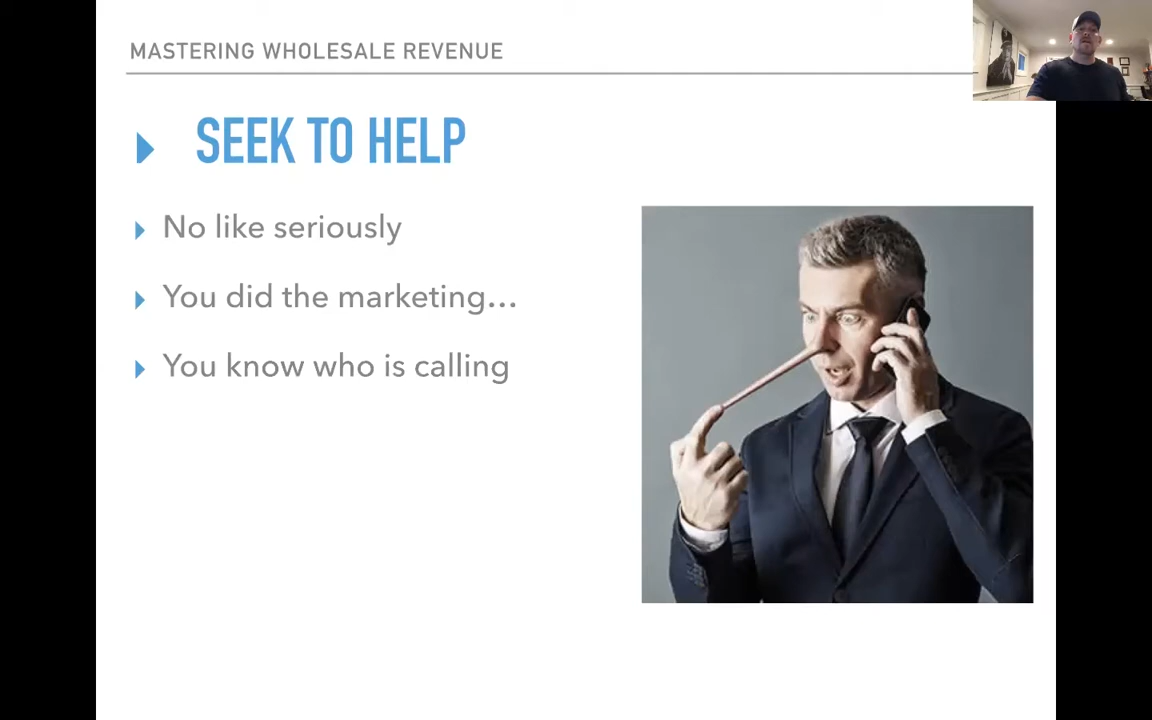 MASTERING WHOLESALE REVENUE
SEEK TO HELP
No like seriously
You did the marketing…
You know who is calling